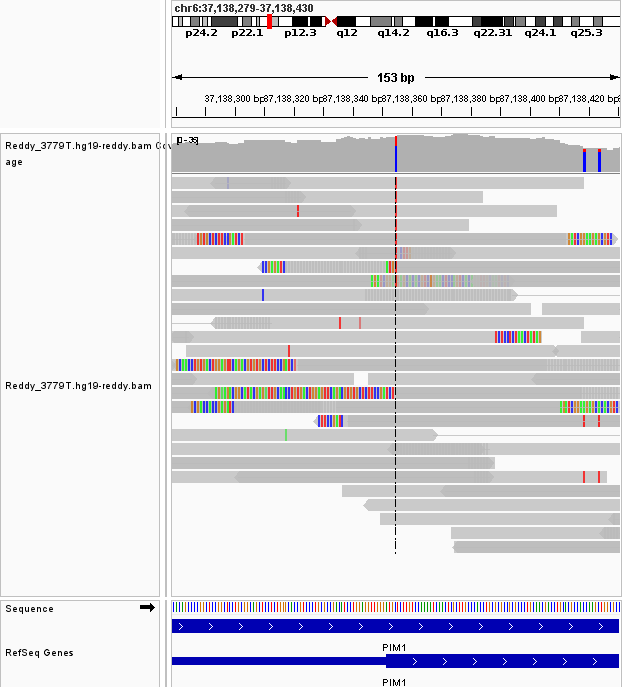 chr6:37,138,279-37,138,430
p24.2 p22.1 p12.3 q12 q14.2 q16.3 q22.31 q24.1 q25.3
153 bp
37,138,300 bp 37,138,320 bp 37,138,340 bp 37,138,360 bp 37,138,380 bp 37,138,400 bp 37,138,420 bp
Reddy_3779T.hg19-reddy.bam Cov
age
Reddy_3779T.hg19-reddy.bam
Sequence
PIM1
RefSeq Genes
PIM1